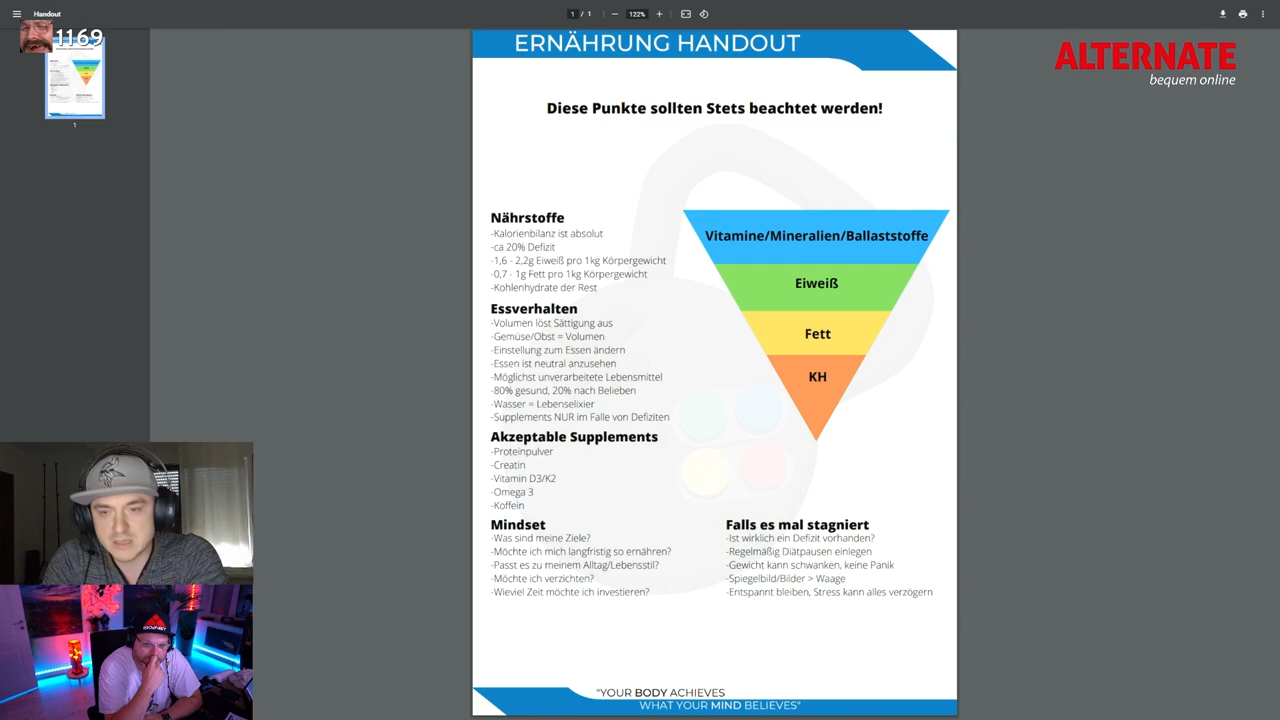 Handout
1 / 1
122%
1169
1
ALTERNATE
bequem online
ERNÄHRUNG HANDOUT
Diese Punkte sollten Stets beachtet werden!
Nährstoffe
-Kalorienbilanz ist absolut
-ca 20% Defizit
-1,6 - 2,2g Eiweiß pro 1kg Körpergewicht
-0,7 - 1g Fett pro 1kg Körpergewicht
-Kohlenhydrate der Rest
Vitamine/Mineralien/Ballaststoffe
Eiweiß
Fett
KH
Essverhalten
-Volumen löst Sättigung aus
-Gemüse/Obst = Volumen
-Einstellung zum Essen ändern
-Essen ist neutral anzusehen
-Möglichst unverarbeitete Lebensmittel
-80% gesund, 20% nach Belieben
-Wasser = Lebenselixier
-Supplements NUR im Falle von Defiziten
Akzeptable Supplements
-Proteinpulver
-Creatin
-Vitamin D3/K2
-Omega 3
-Koffein
Mindset
-Was sind meine Ziele?
-Möchte ich mich langfristig so ernähren?
-Passt es zu meinem Alltag/Lebensstil?
-Möchte ich verzichten?
-Wieviel Zeit möchte ich investieren?
Falls es mal stagniert
-Ist wirklich ein Defizit vorhanden?
-Regelmäßig Diätpausen einlegen
-Gewicht kann schwanken, keine Panik
-Spiegelbild/Bilder > Waage
-Entspannt bleiben, Stress kann alles verzögern
"YOUR BODY ACHIEVES
WHAT YOUR MIND BELIEVES"